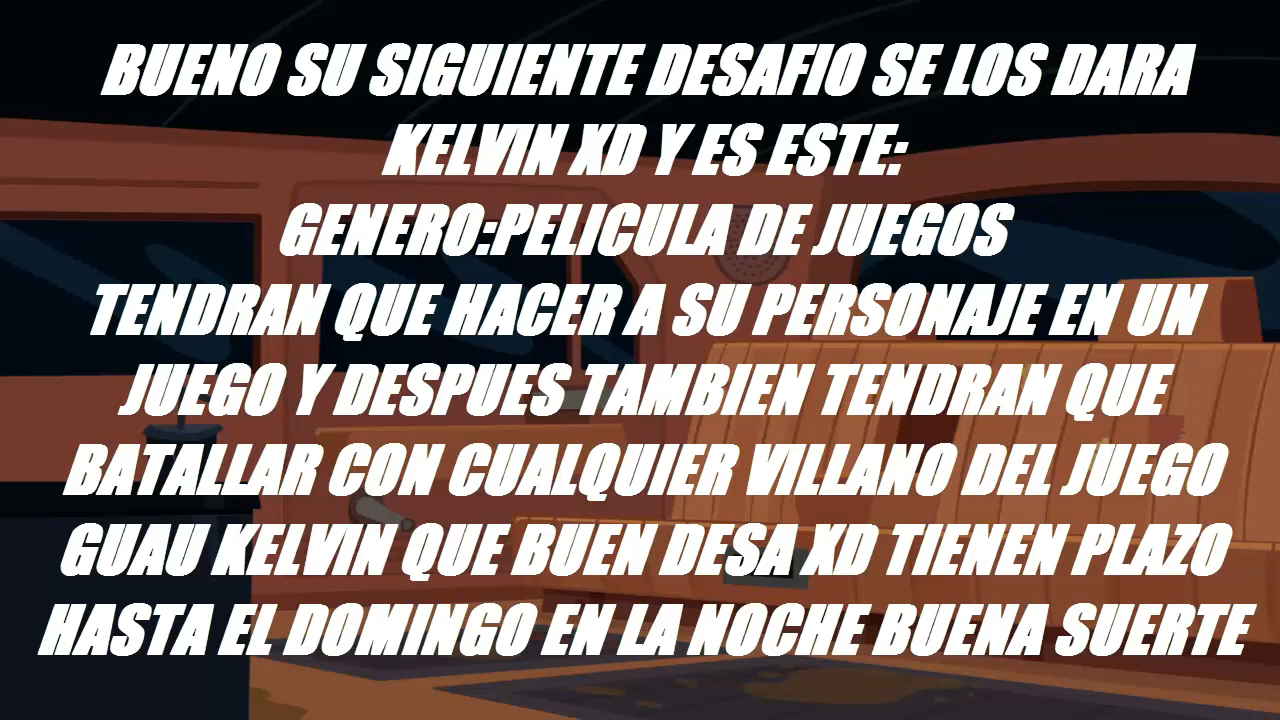 BUENO SU SIGUIENTE DESAFIO SE LOS DARA
KELVIN XD Y ES ESTE:
GENERO:PELICULA DE JUEGOS
TENDRAN QUE HACER A SU PERSONAJE EN UN
JUEGO Y DESPUES TAMBIEN TENDRAN QUE
BATALLAR CON CUALQUIER VILLANO DEL JUEGO
GUAU KELVIN QUE BUEN DESA XD TIENEN PLAZO
HASTA EL DOMINGO EN LA NOCHE BUENA SUERTE